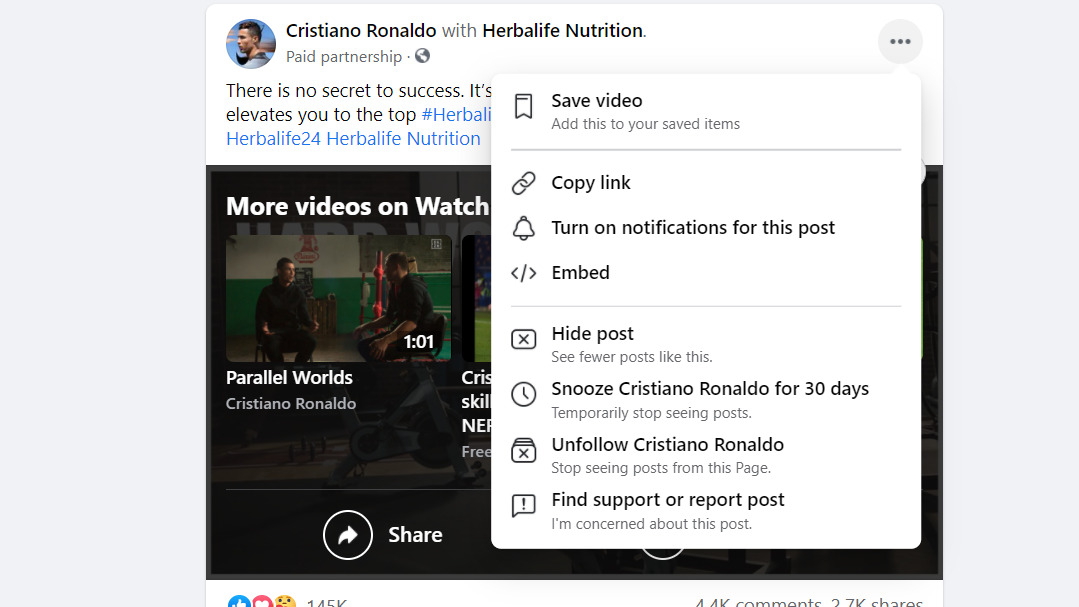 Cristiano Ronaldo with Herbalife Nutrition.
Paid partnership ·
There is no secret to success. It's
elevates you to the top #Herbali
Herbalife24 Herbalife Nutrition
Save video
Add this to your saved items
Copy link
Turn on notifications for this post
Embed
Hide post
See fewer posts like this.
Snooze Cristiano Ronaldo for 30 days
Temporarily stop seeing posts.
Unfollow Cristiano Ronaldo
Stop seeing posts from this Page.
Find support or report post
I'm concerned about this post.
More videos on Watch
HARD WO
1:01
Parallel Worlds
Cristiano Ronaldo
Cris
skil
NEF
Free
Share
145K
4.4K comments 2.7K shares